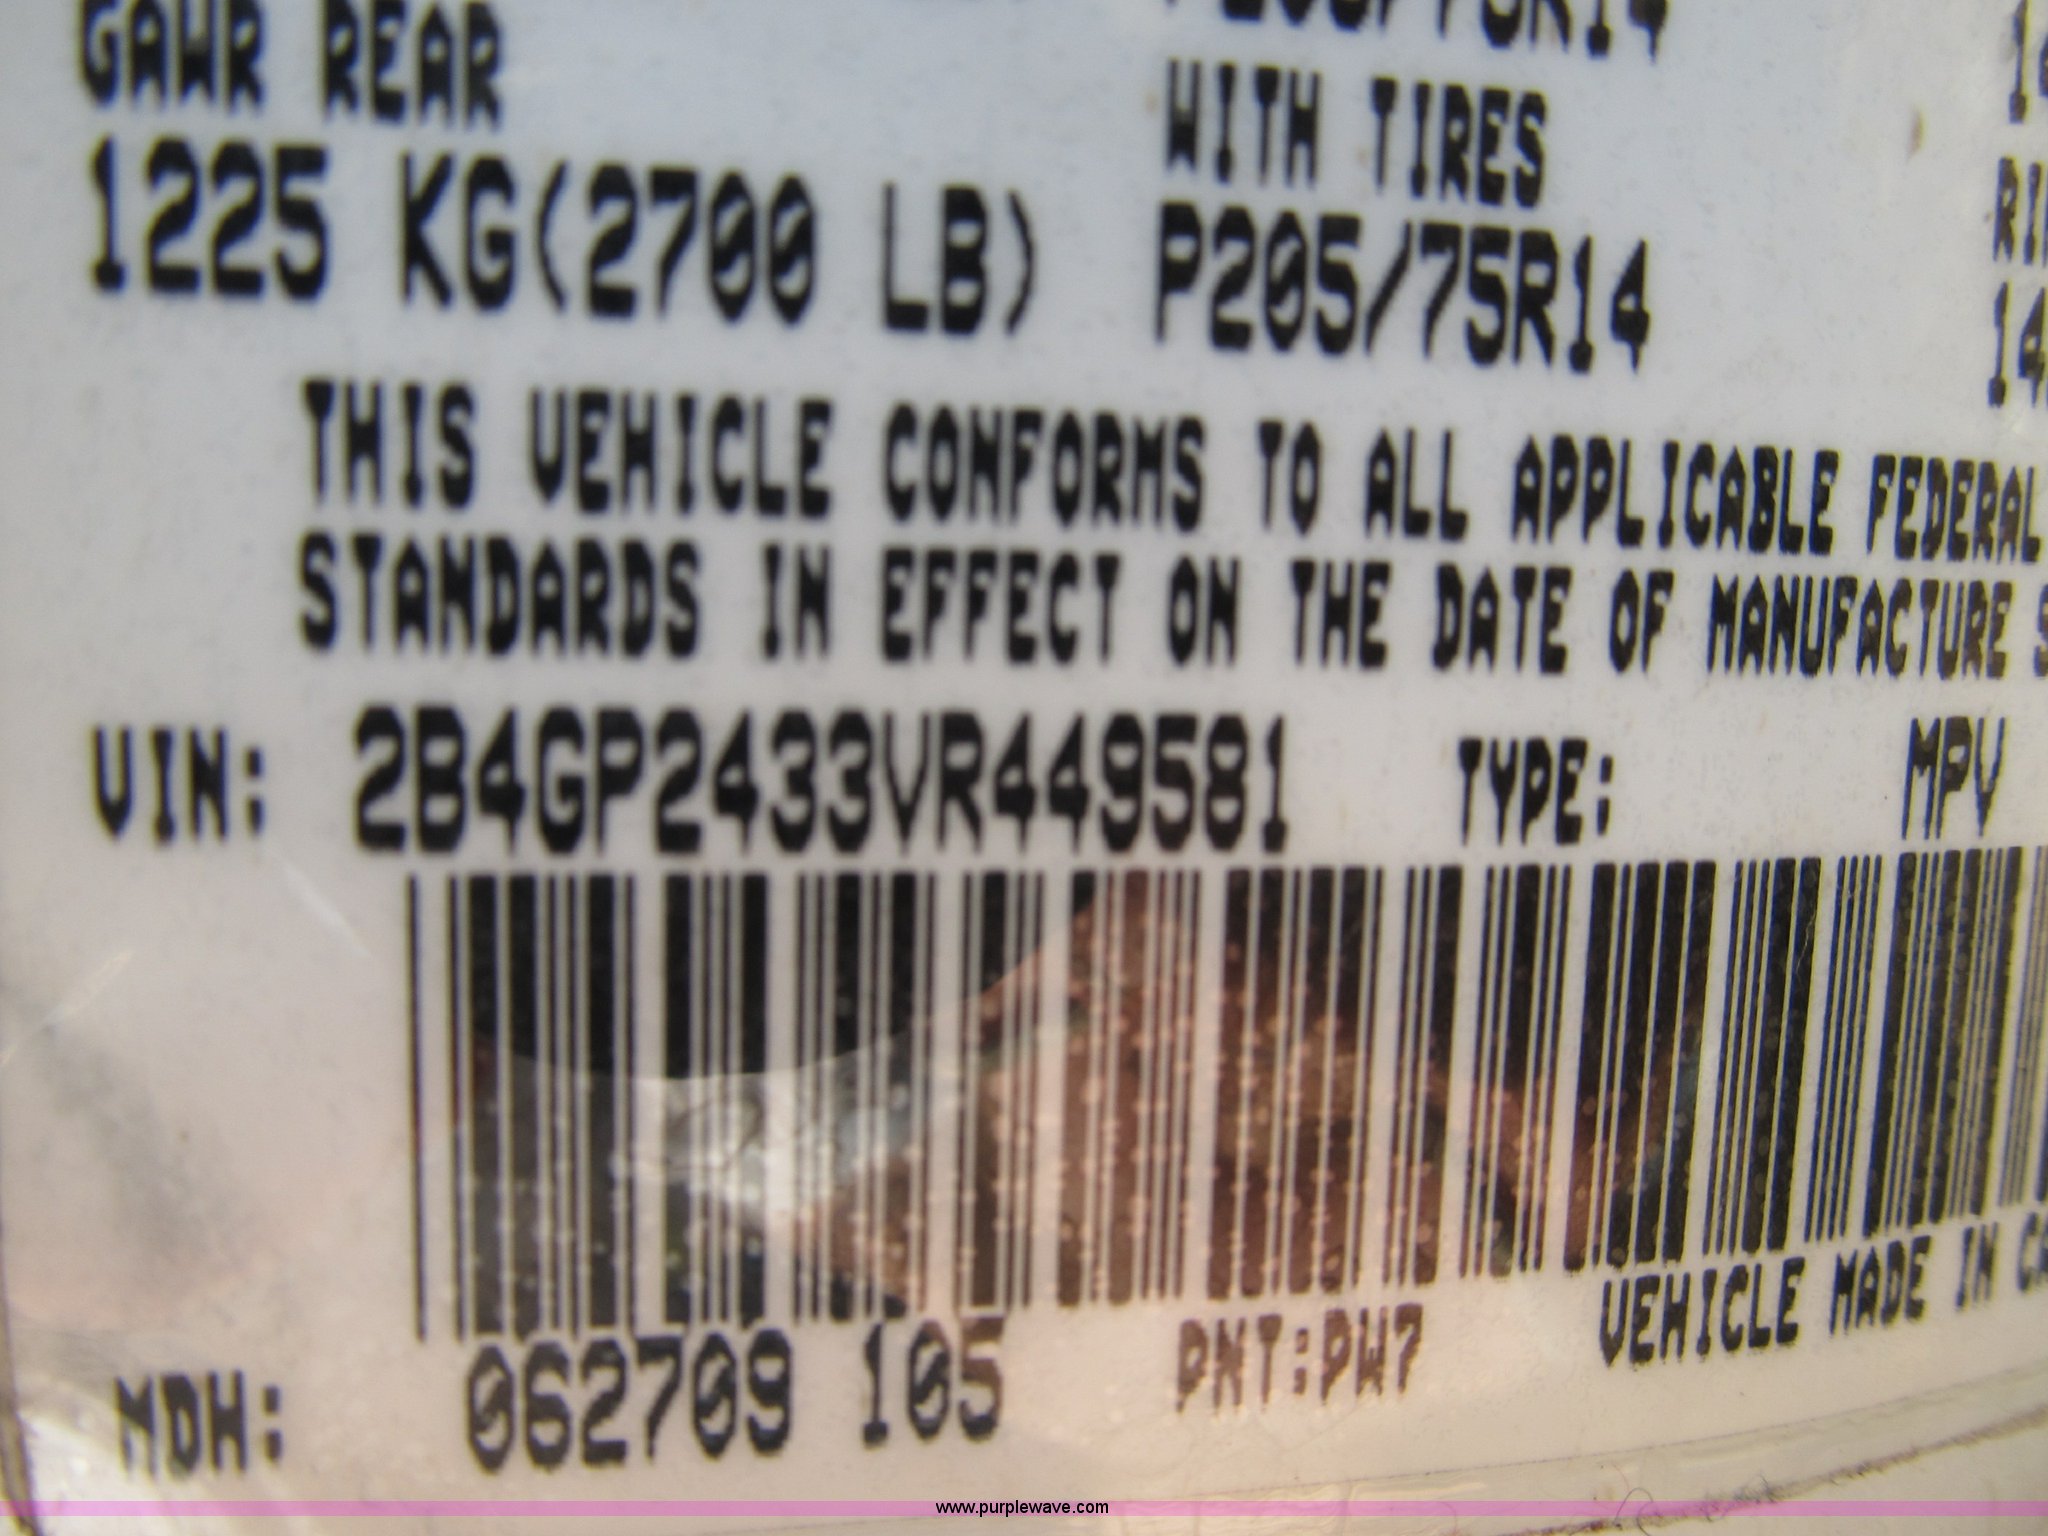 GAWR REAR
WITH TIRES
1225 KG(2700 LB) P205/75R14
THIS VEHICLE CONFORMS TO ALL APPLICABLE FEDERAL
STANDARDS IN EFFECT ON THE DATE OF MANUFACTURE
VIN: 2B4GP2433VR449581 TYPE: MPV
VEHICLE MADE IN
MDH: 062709 105 PNT:PW7
www.purplewave.com